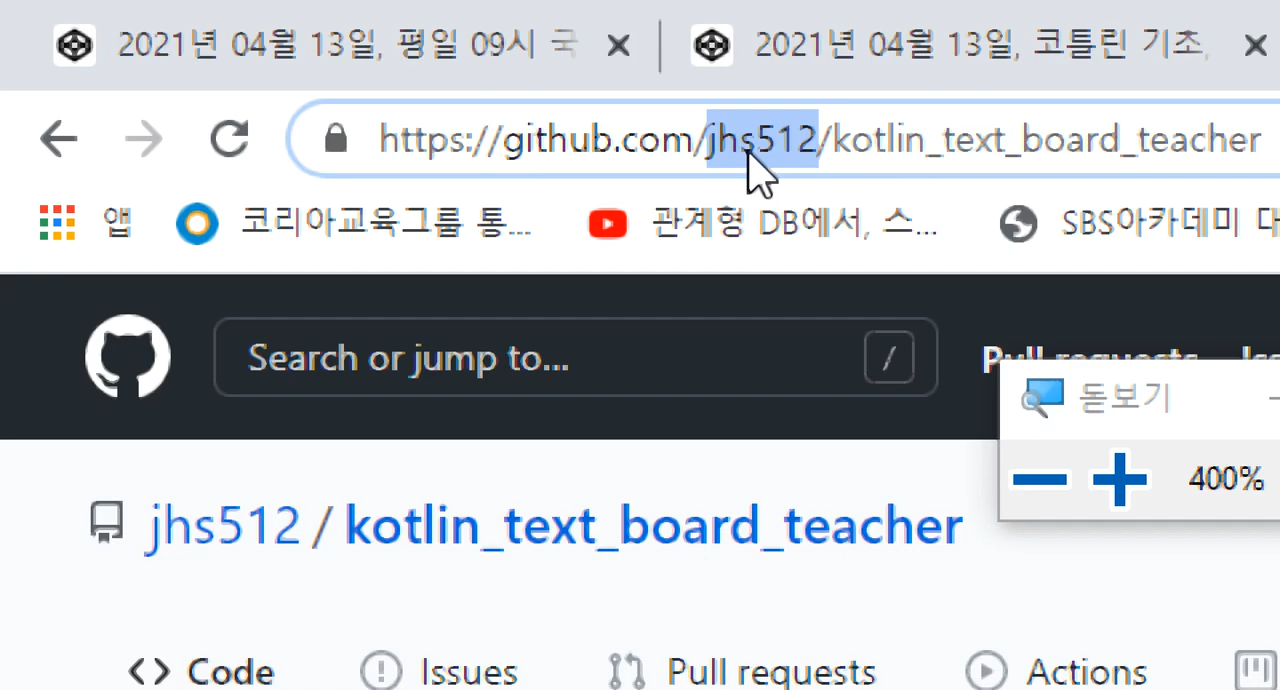 2021년 04월 13일, 평일 09시 국
2021년 04월 13일, 코틀린 기초,
https://github.com/jhs512/kotlin_text_board_teacher
앱
코리아교육그룹 통...
관계형 DB에서, 스...
SBS아카데미 대
Search or jump to...
/
Pull requests
Iss
돋보기
400%
jhs512 / kotlin_text_board_teacher
Code
Issues
Pull requests
Actions